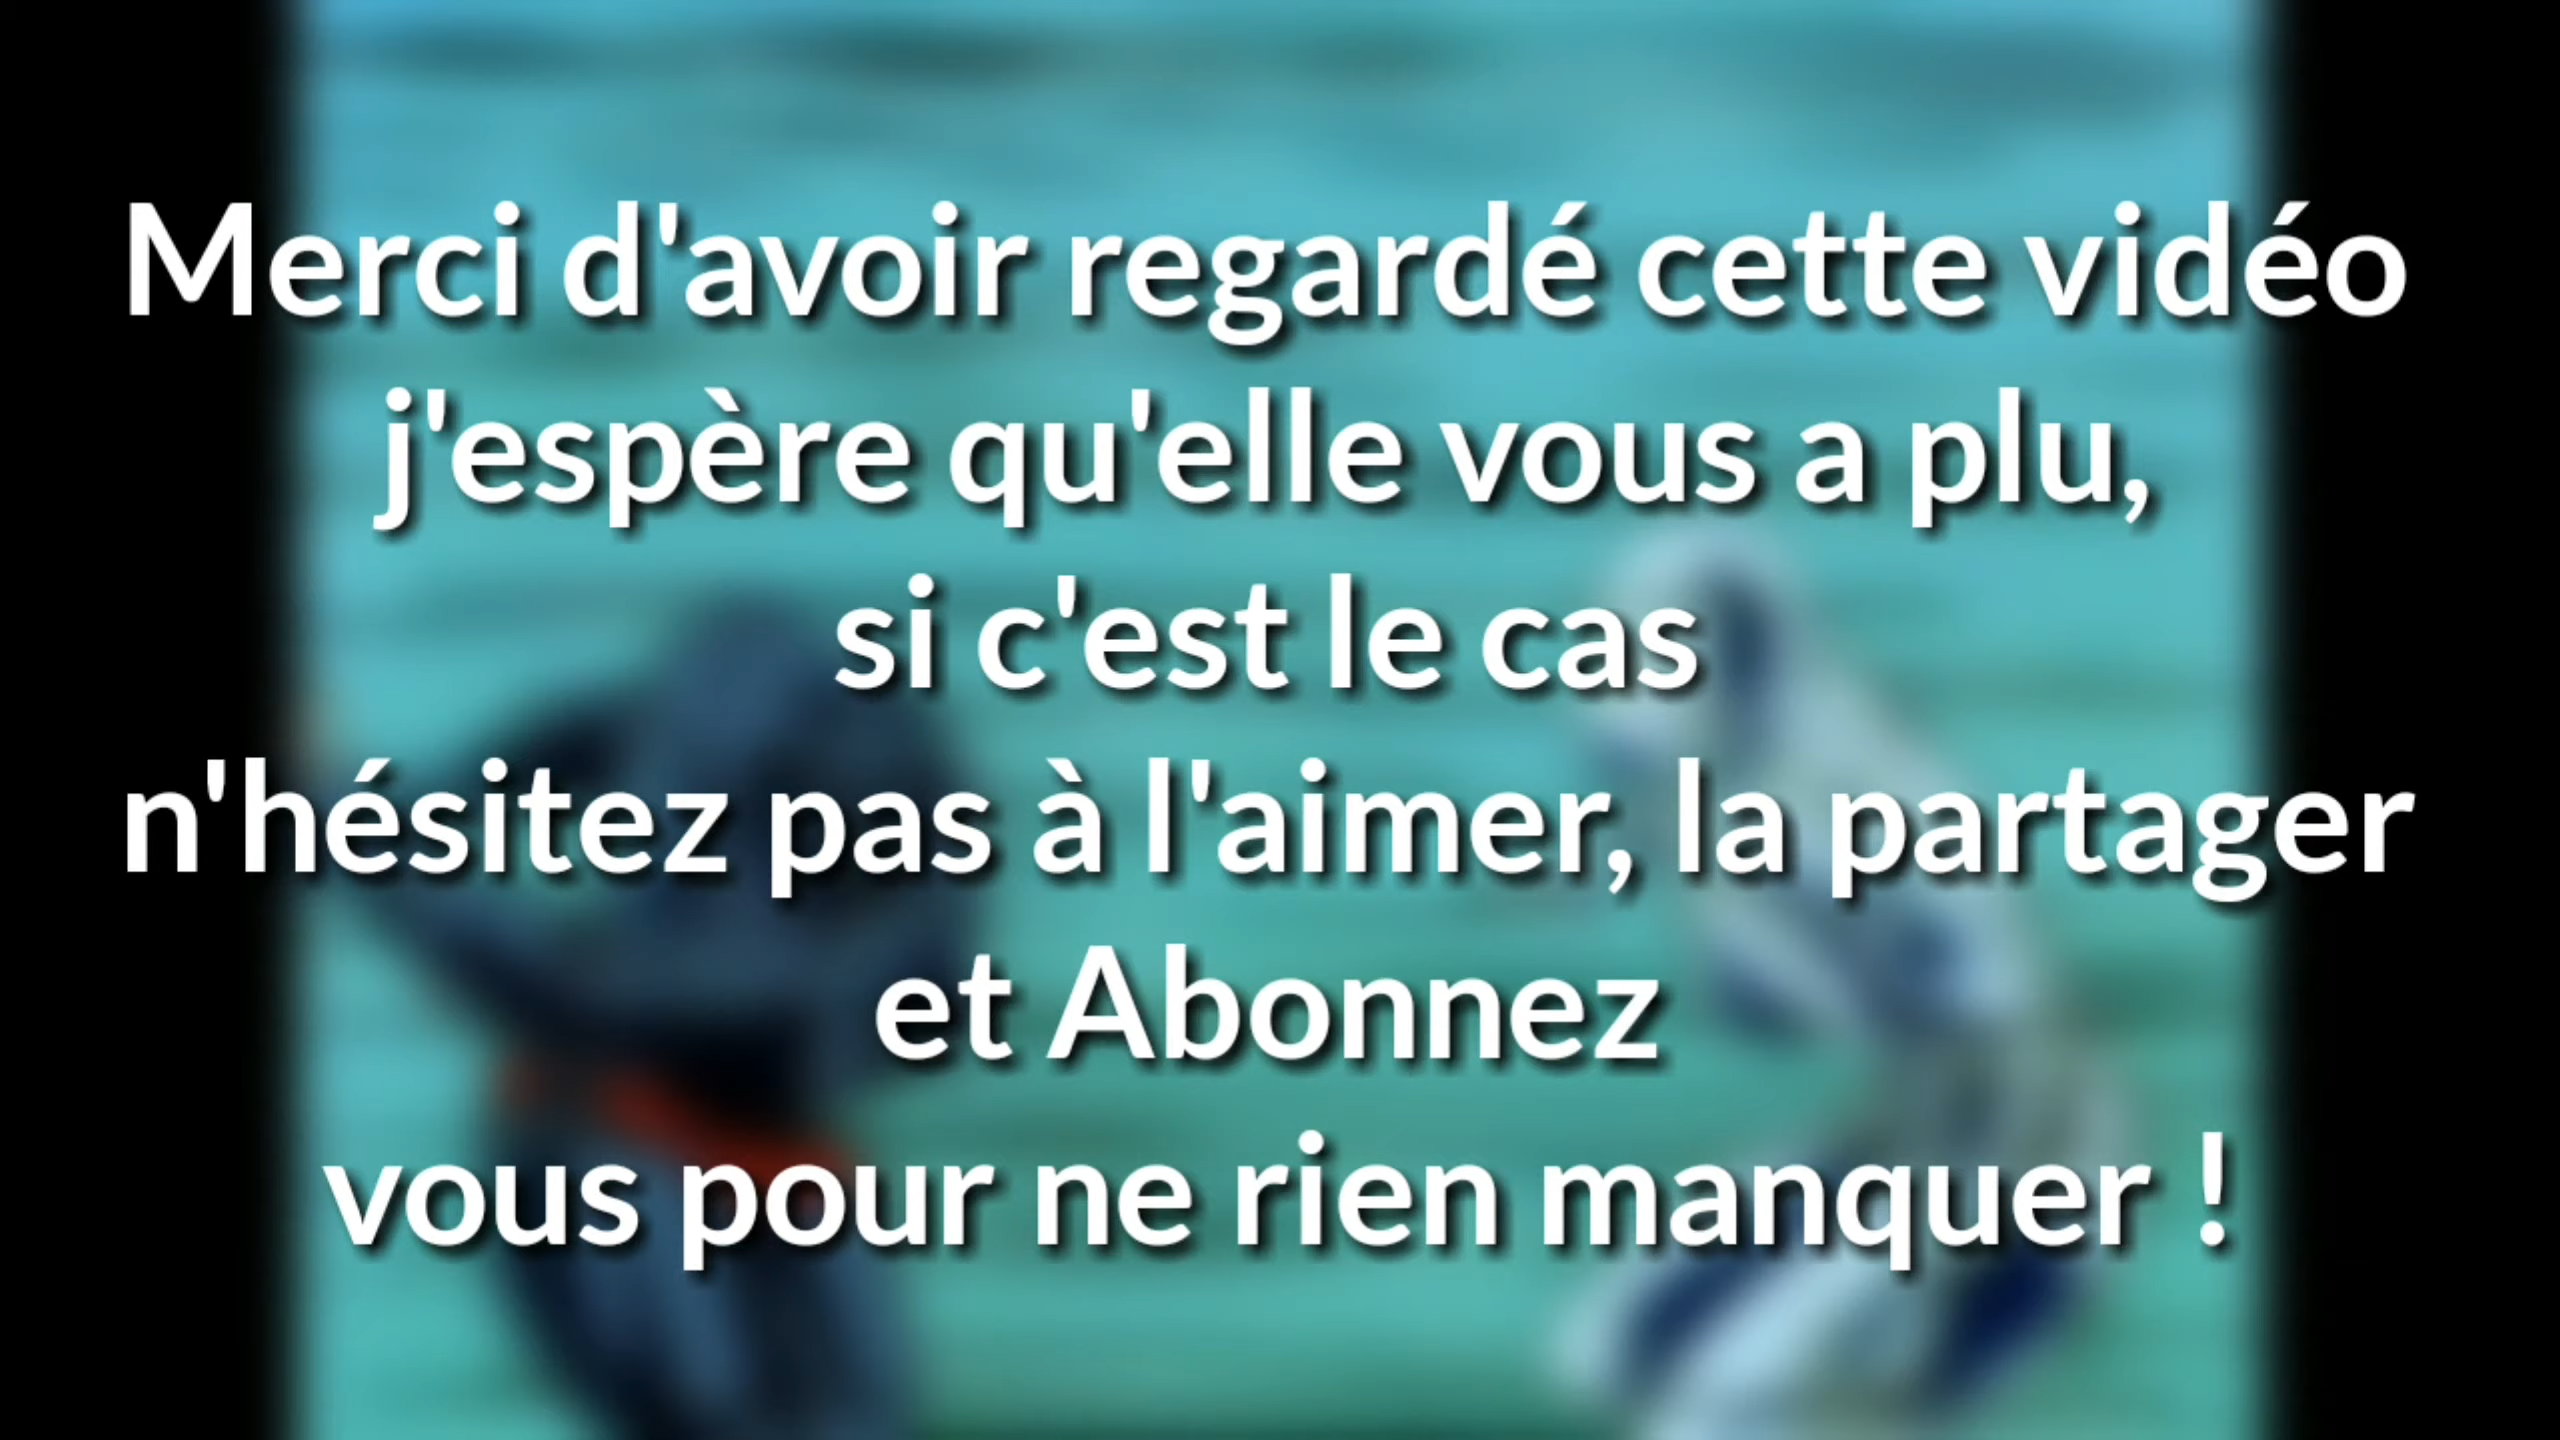 Merci d'avoir regardé cette vidéo
j'espère qu'elle vous a plu,
si c'est le cas
n'hésitez pas à l'aimer, la partager
et Abonnez
vous pour ne rien manquer !